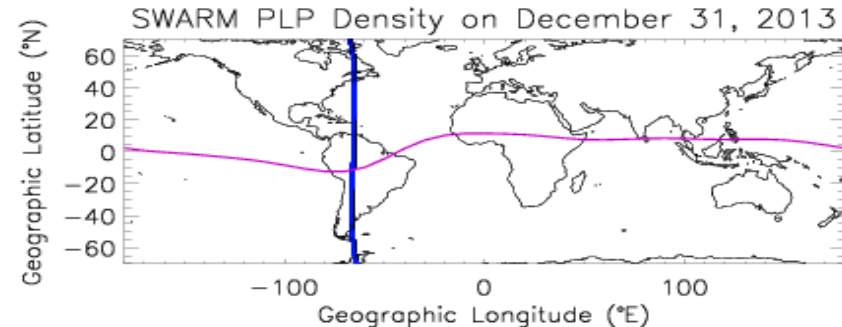 SWARM PLP Density on December 31, 2013
Geographic Latitude (°N)
60
40
20
0
−20
−40
−60
−100 0 100
Geographic Longitude (°E)